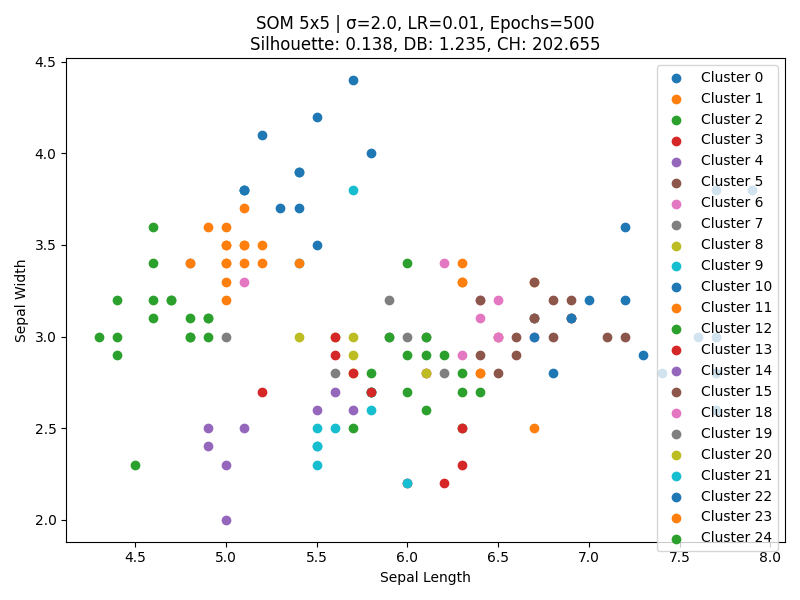 SOM 5x5 | σ=2.0, LR=0.01, Epochs=500
Silhouette: 0.138, DB: 1.235, CH: 202.655
4.5
4.0
3.5
3.0
2.5
2.0
Sepal Width
4.5
5.0
5.5
6.0
6.5
7.0
7.5
8.0
Sepal Length
Cluster 0
Cluster 1
Cluster 2
Cluster 3
Cluster 4
Cluster 5
Cluster 6
Cluster 7
Cluster 8
Cluster 9
Cluster 10
Cluster 11
Cluster 12
Cluster 13
Cluster 14
Cluster 15
Cluster 18
Cluster 19
Cluster 20
Cluster 21
Cluster 22
Cluster 23
Cluster 24